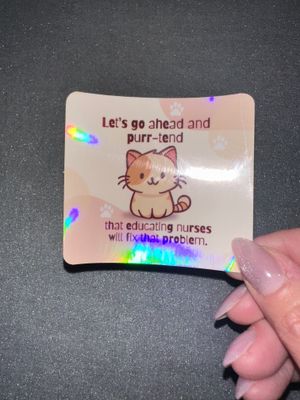 Let's go ahead and
purr-tend
that educating nurses
will fix that problem.